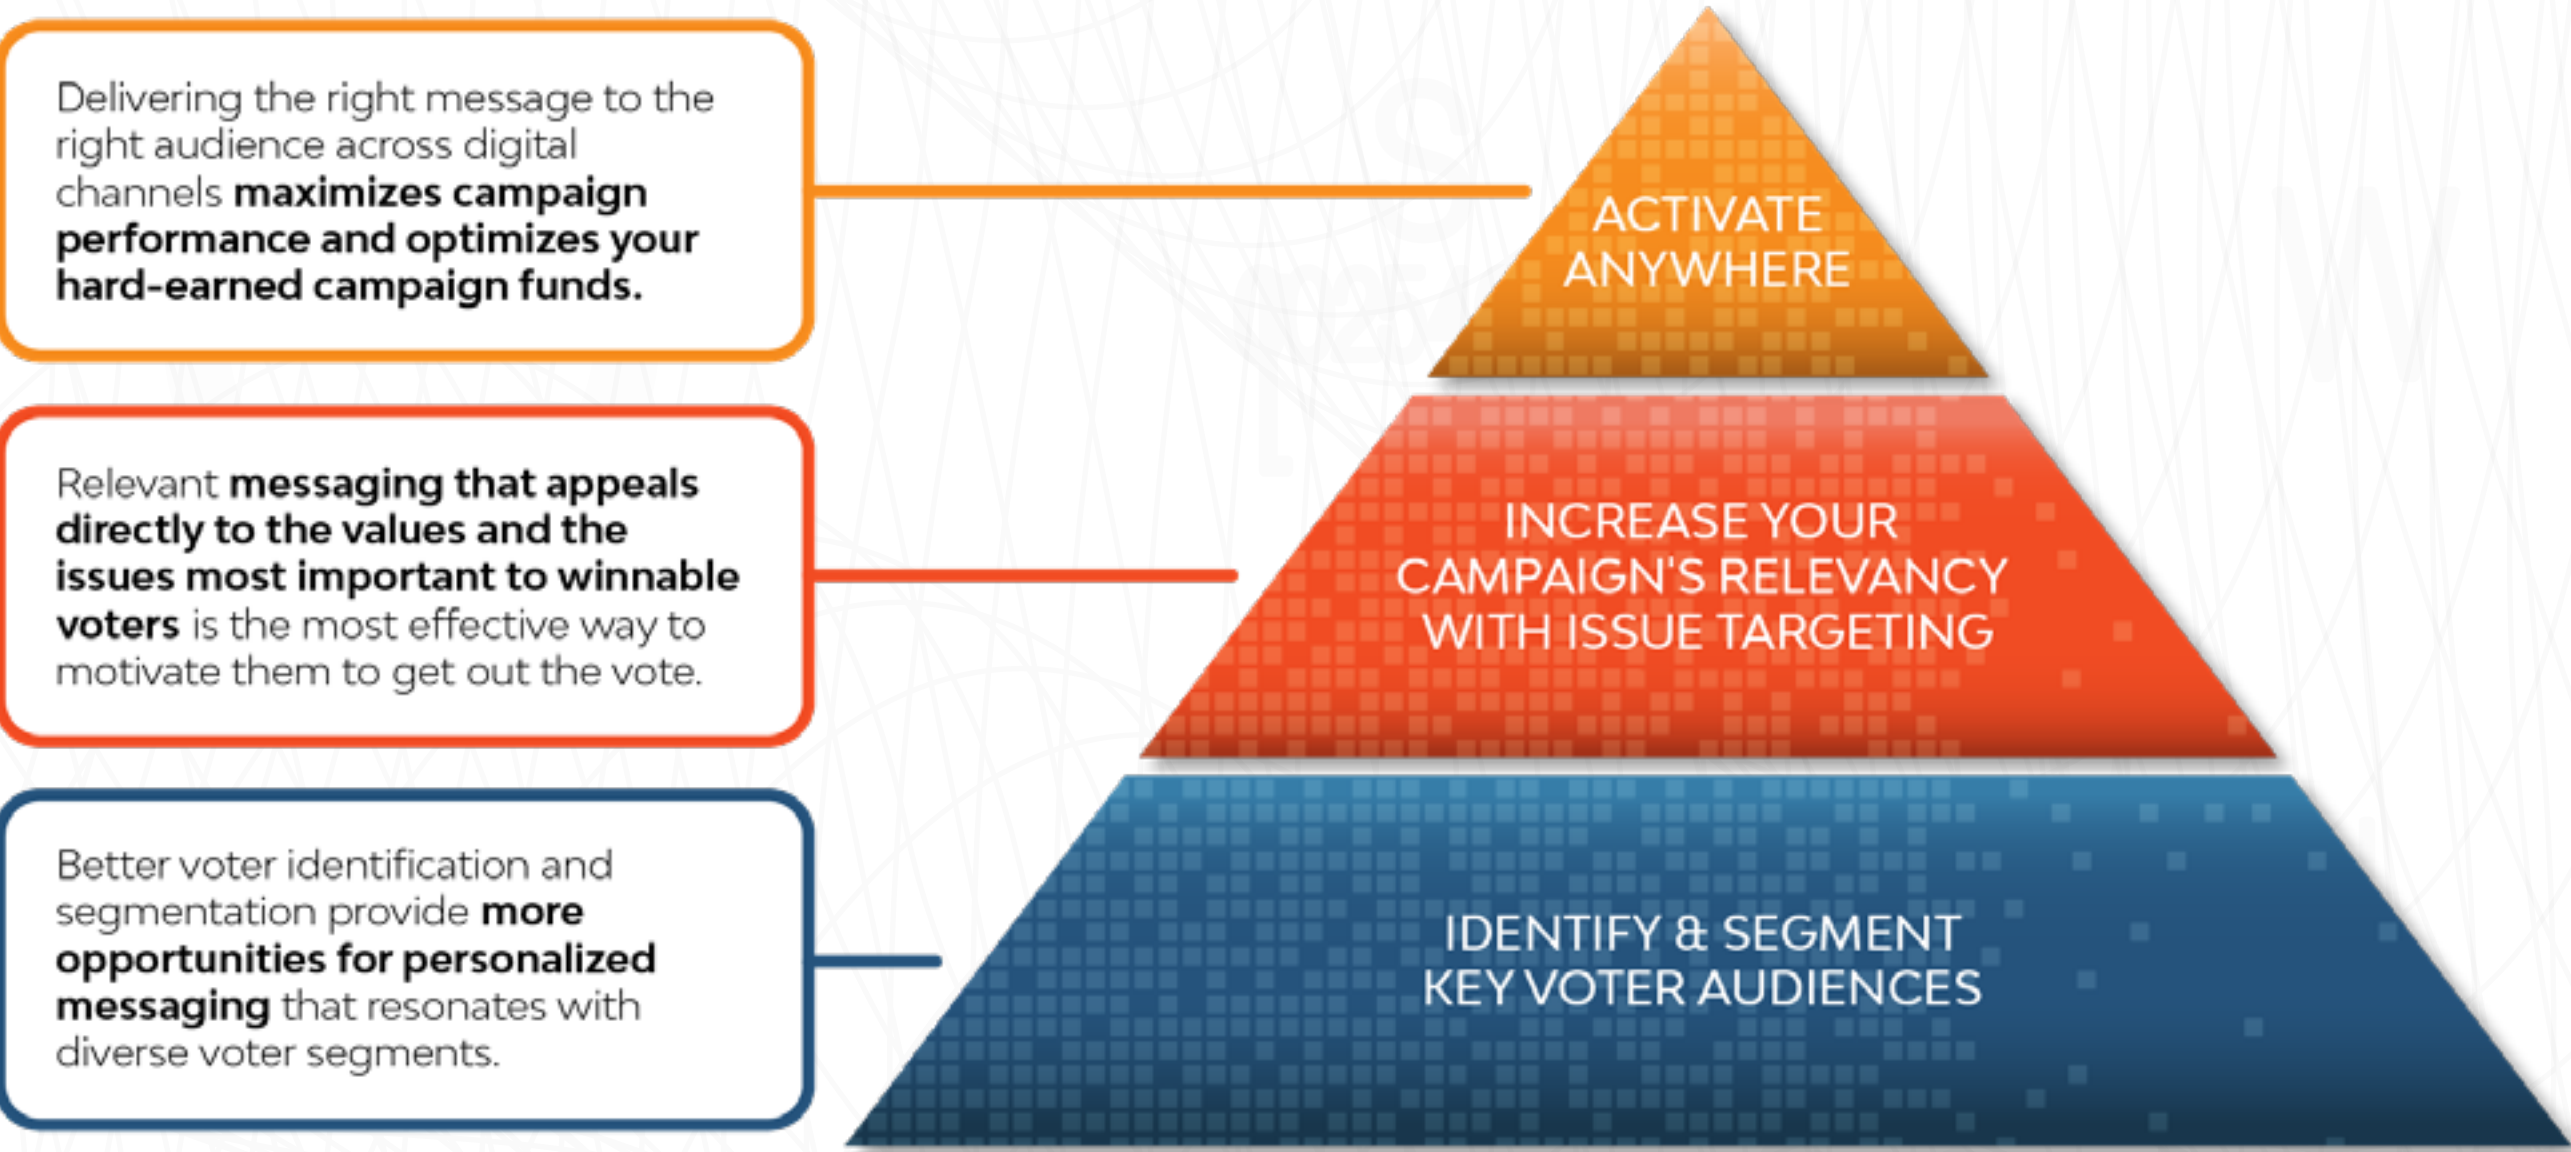 Delivering the right message to the
right audience across digital
channels maximizes campaign
performance and optimizes your
hard-earned campaign funds.
ACTIVATE
ANYWHERE
Relevant messaging that appeals
directly to the values and the
issues most important to winnable
voters is the most effective way to
motivate them to get out the vote.
INCREASE YOUR
CAMPAIGN'S RELEVANCY
WITH ISSUE TARGETING
Better voter identification and
segmentation provide more
opportunities for personalized
messaging that resonates with
diverse voter segments.
IDENTIFY & SEGMENT
KEY VOTER AUDIENCES